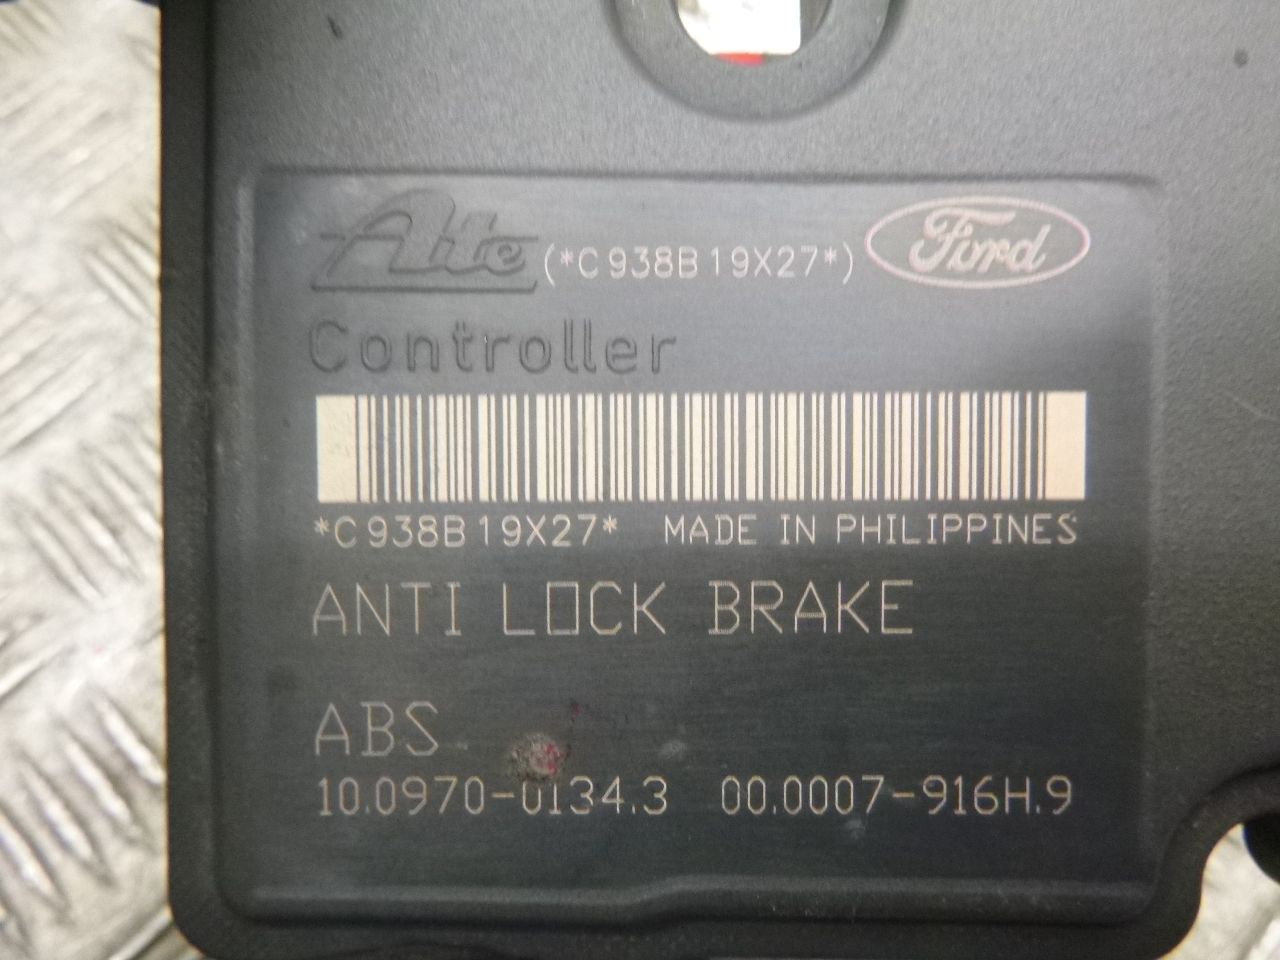 Ate (*C938B19X27*) Ford
Controller
*C938B19X27* MADE IN PHILIPPINES
ANTI LOCK BRAKE
ABS
10.0970-0134.3 00.0007-916H.9